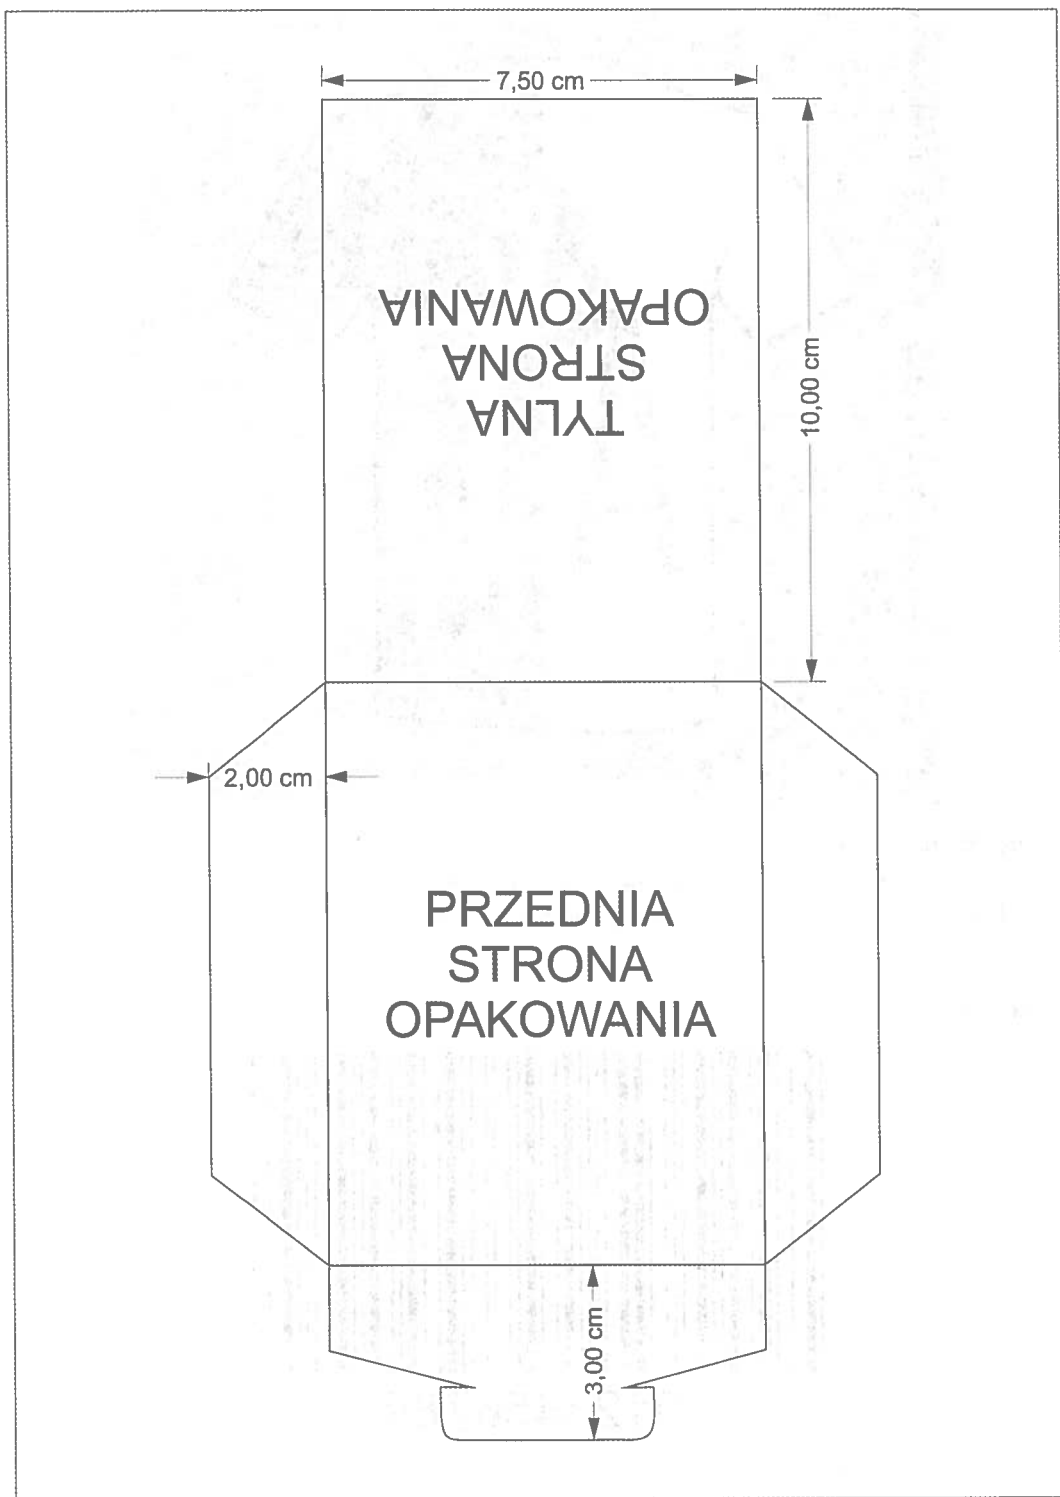 7,50 cm
TYLNA
STRONA
OPAKOWANIA
10,00 cm
2,00 cm
PRZEDNIA
STRONA
OPAKOWANIA
3,00 cm